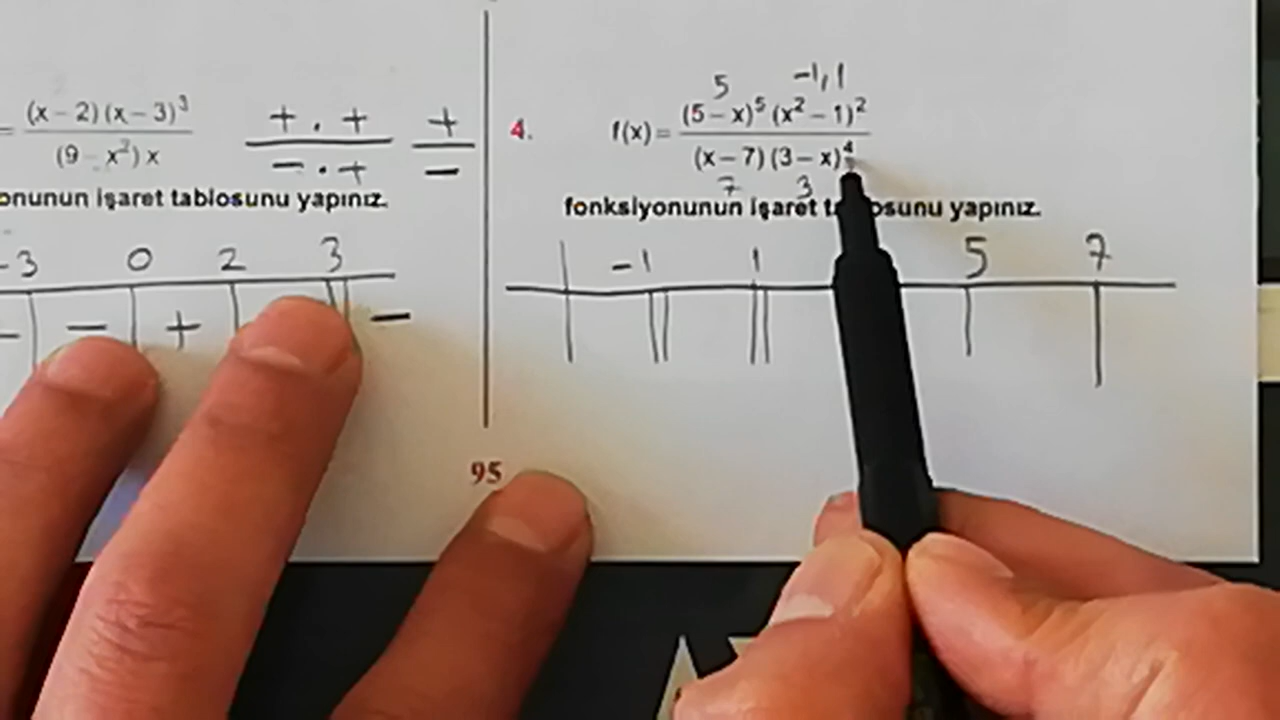 = (x – 2) (x – 3)³ / (9 – x²) x
+ . + / – . +
+ / –
onunun işaret tablosunu yapınız.
-3 0 2 3
– – + –
4.
5 -1, 1
f(x) = (5 – x)⁵ (x² – 1)² / (x – 7) (3 – x)⁴
7 3
fonksiyonunun işaret yapınız.
-1 1 5 7
95